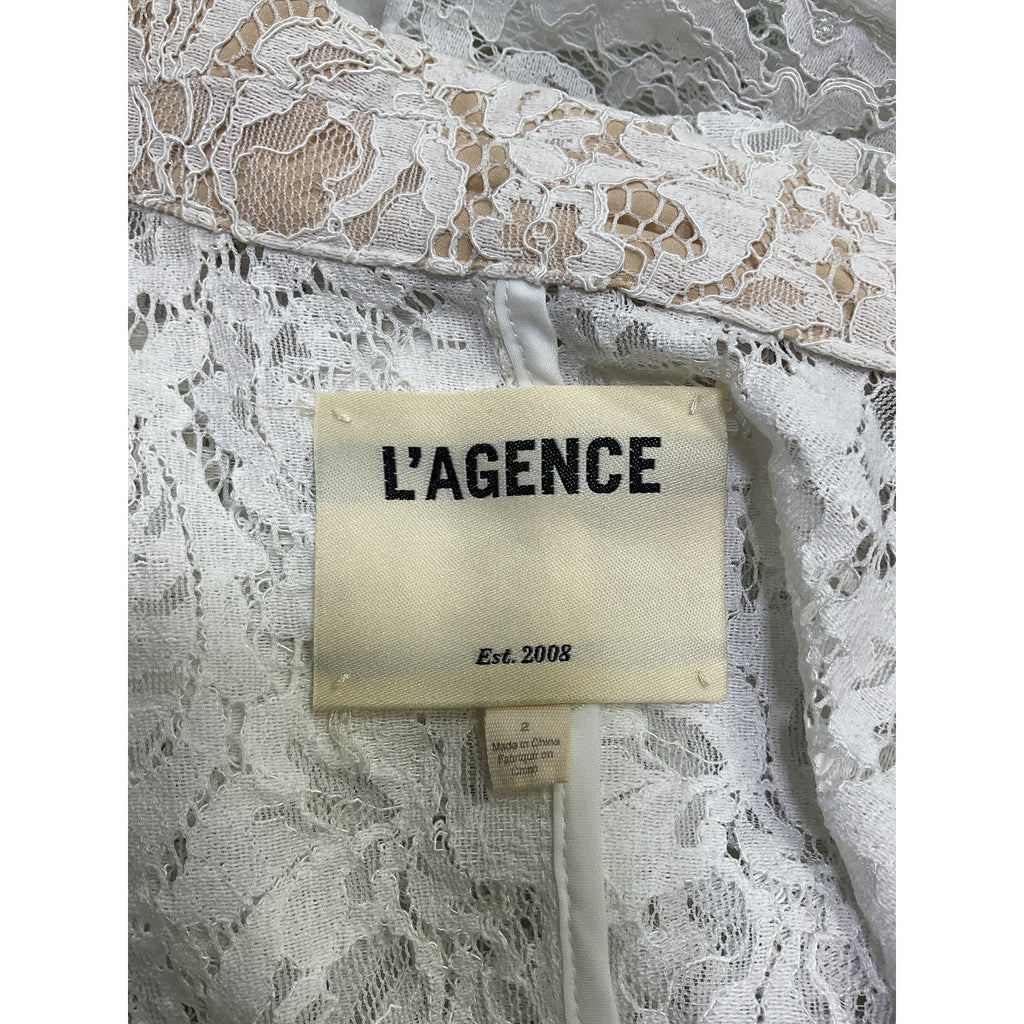 L'AGENCE
Est. 2008
2
Made in China
Fabriqué en
Chine